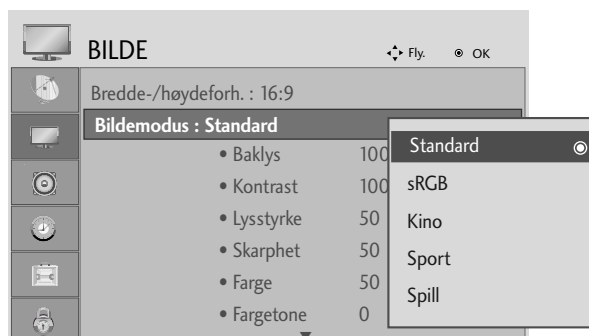 BILDE Fly. OK
Bredde-/høydeforh. : 16:9
Bildemodus : Standard
• Baklys 100
• Kontrast 100
• Lysstyrke 50
• Skarphet 50
• Farge 50
• Fargetone 0
Standard
sRGB
Kino
Sport
Spill